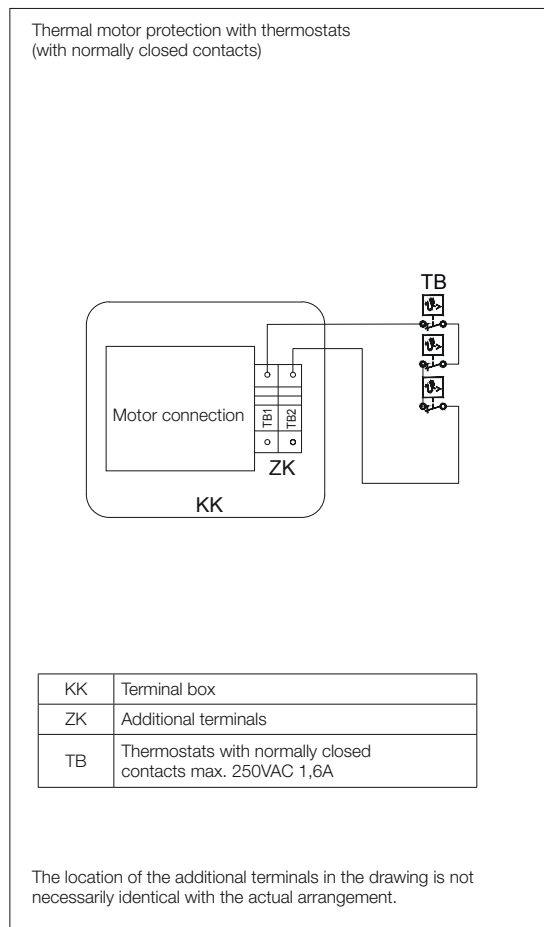 Thermal motor protection with thermostats
(with normally closed contacts)
TB
Motor connection
TB1
TB2
ZK
KK
KK Terminal box
ZK Additional terminals
TB Thermostats with normally closed
contacts max. 250VAC 1,6A
The location of the additional terminals in the drawing is not
necessarily identical with the actual arrangement.